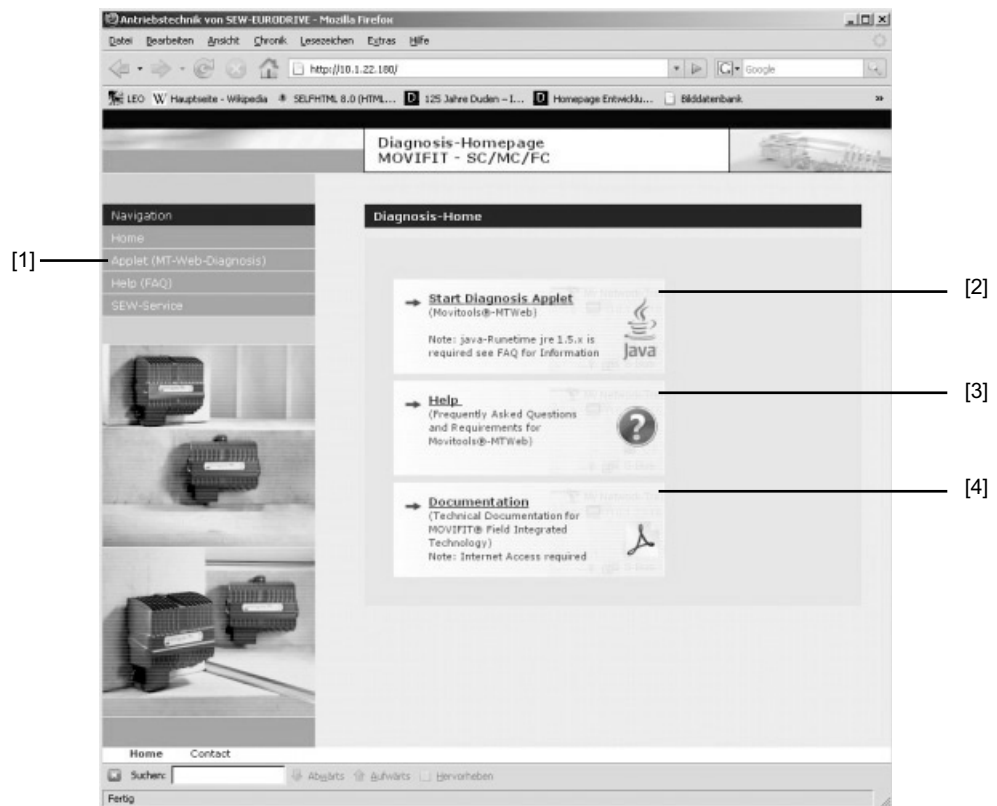 Antriebstechnik von SEW-EURODRIVE - Mozilla Firefox
Datei Bearbeiten Ansicht Chronik Lesezeichen Extras Hilfe
http://10.1.22.180/
Google
LEO Hauptseite - Wikipedia SELFHTML 8.0 (HTML... 125 Jahre Duden – I... Homepage Entwicklu... Bilddatenbank »
Diagnosis-Homepage
MOVIFIT - SC/MC/FC
Navigation
Home
Applet (MT-Web-Diagnosis)
Help (FAQ)
SEW-Service
[1]
Diagnosis-Home
Start Diagnosis Applet
(Movitools®-MTWeb)
Note: java-Runetime jre 1.5.x is
required see FAQ for Information
Java
[2]
Help
(Frequently Asked Questions
and Requirements for
Movitools®-MTWeb)
[3]
Documentation
(Technical Documentation for
MOVIFIT® Field Integrated
Technology)
Note: Internet Access required
[4]
Home Contact
Suchen: Abwärts Aufwärts Hervorheben
Fertig